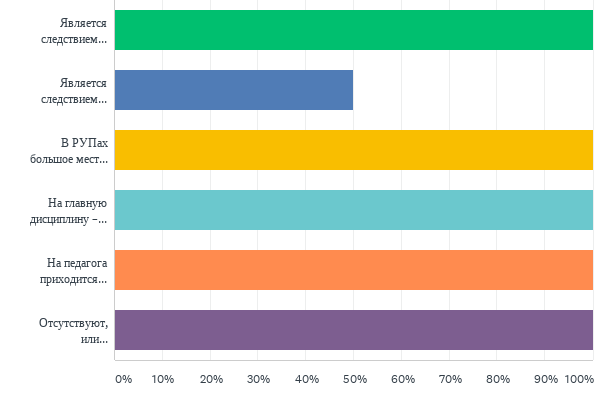 Является
следствием...
Является
следствием...
В РУПах
большое мест...
На главную
дисциплину –...
На педагога
приходится...
Отсутствуют,
или...
0% 10% 20% 30% 40% 50% 60% 70% 80% 90% 100%